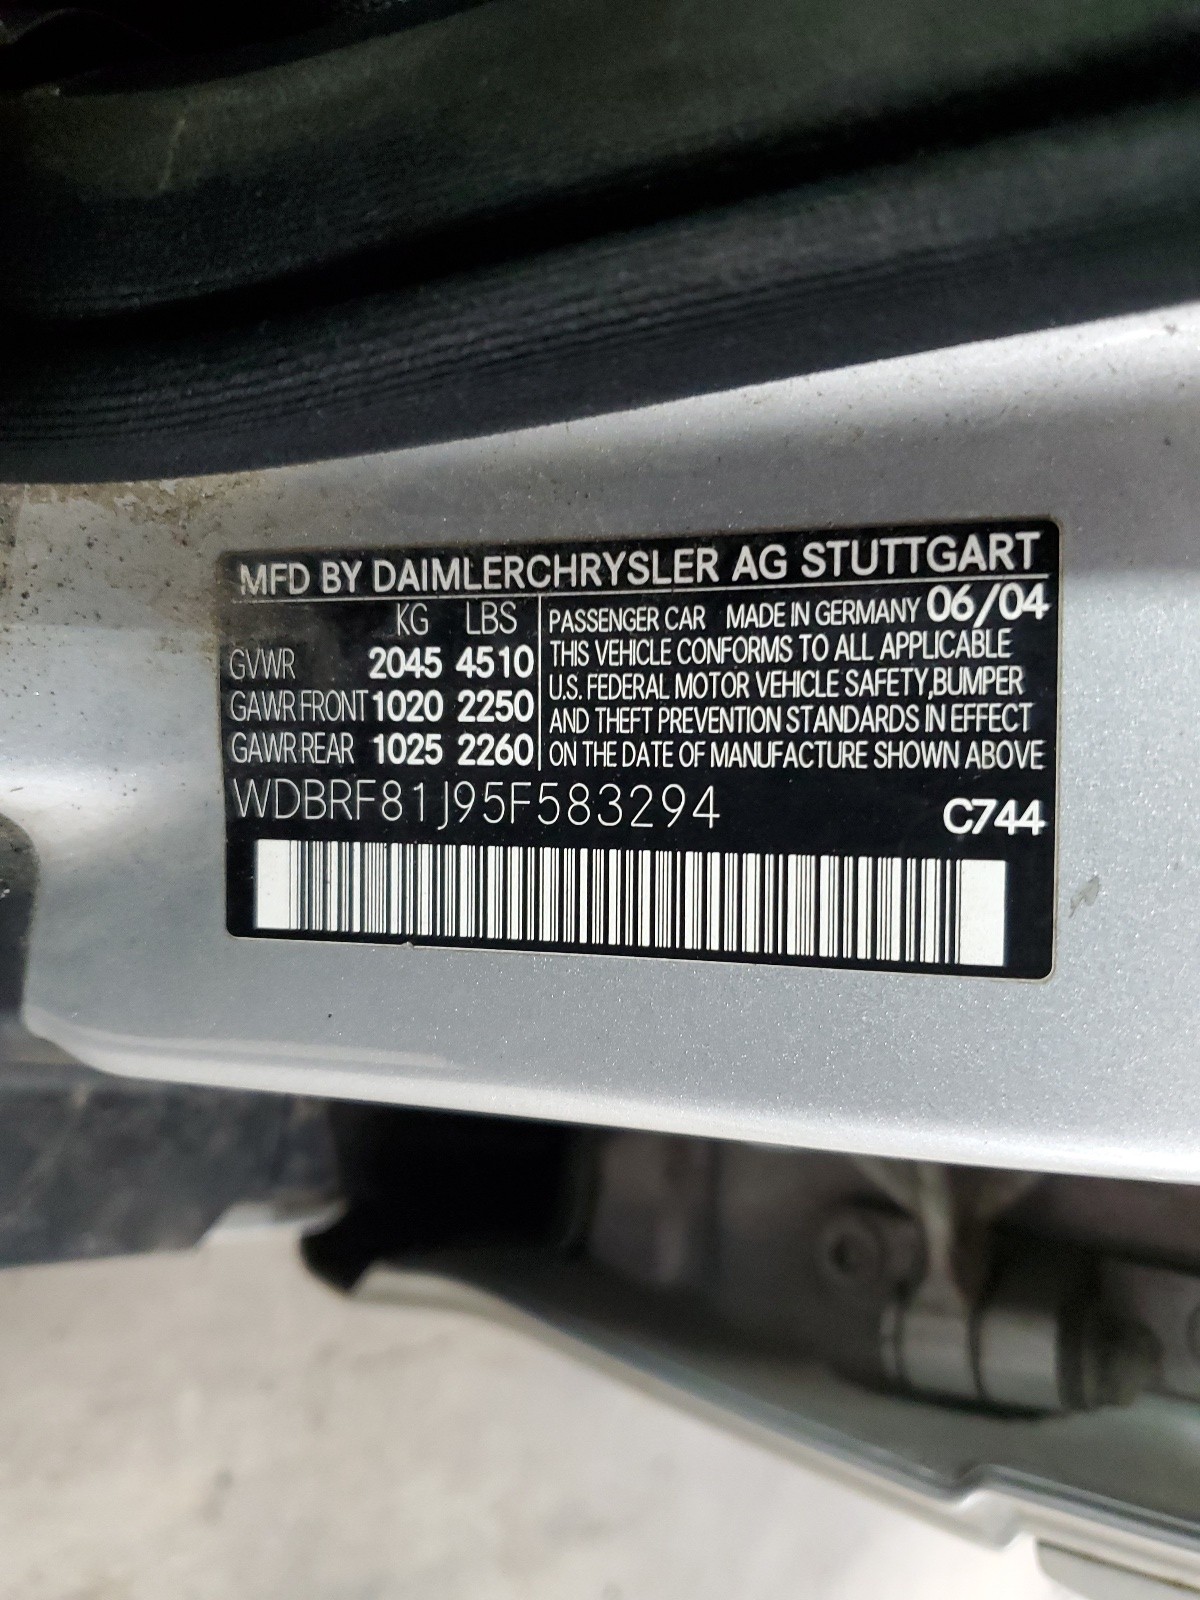 MFD BY DAIMLERCHRYSLER AG STUTTGART
KG LBS
GVWR 2045 4510
GAWR FRONT 1020 2250
GAWR REAR 1025 2260
PASSENGER CAR MADE IN GERMANY 06/04
THIS VEHICLE CONFORMS TO ALL APPLICABLE
U.S. FEDERAL MOTOR VEHICLE SAFETY,BUMPER
AND THEFT PREVENTION STANDARDS IN EFFECT
ON THE DATE OF MANUFACTURE SHOWN ABOVE
WDBRF81J95F583294
C744